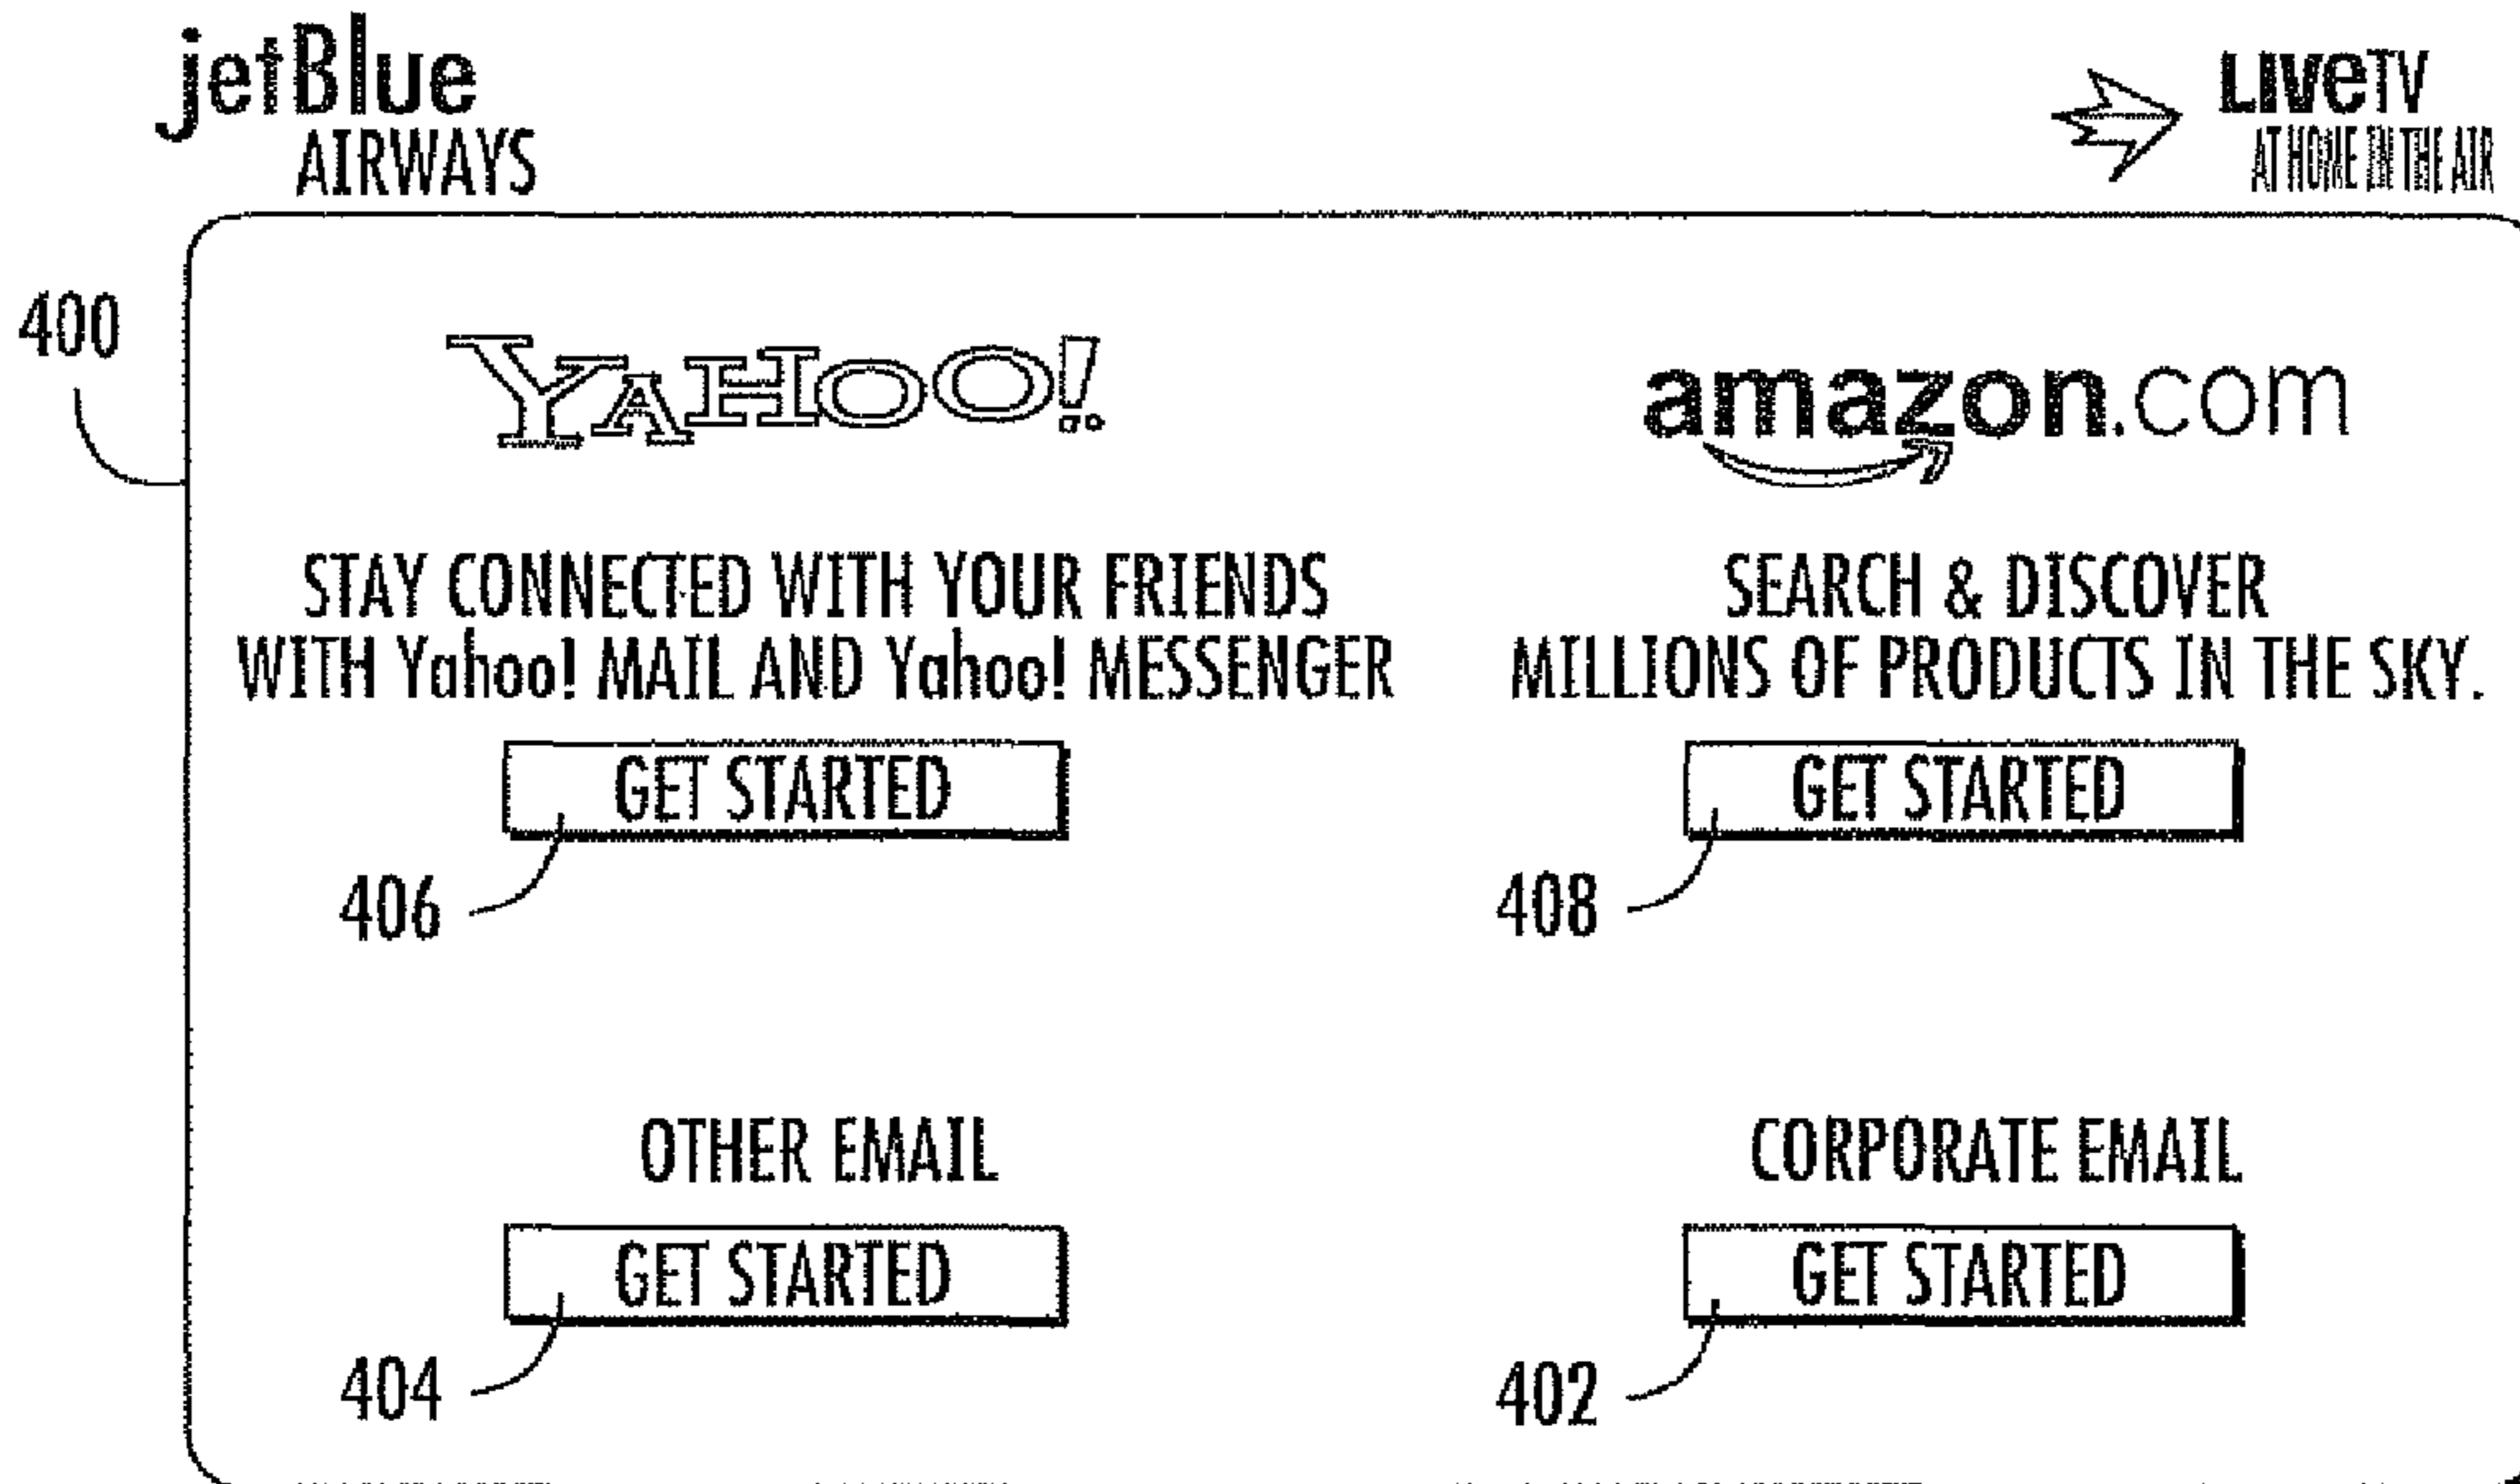 jetBlue
AIRWAYS
LiveTV
AT HOME IN THE AIR
400
YAHOO!
amazon.com
STAY CONNECTED WITH YOUR FRIENDS
WITH Yahoo! MAIL AND Yahoo! MESSENGER
SEARCH & DISCOVER
MILLIONS OF PRODUCTS IN THE SKY.
GET STARTED
GET STARTED
406
408
OTHER EMAIL
CORPORATE EMAIL
GET STARTED
GET STARTED
404
402